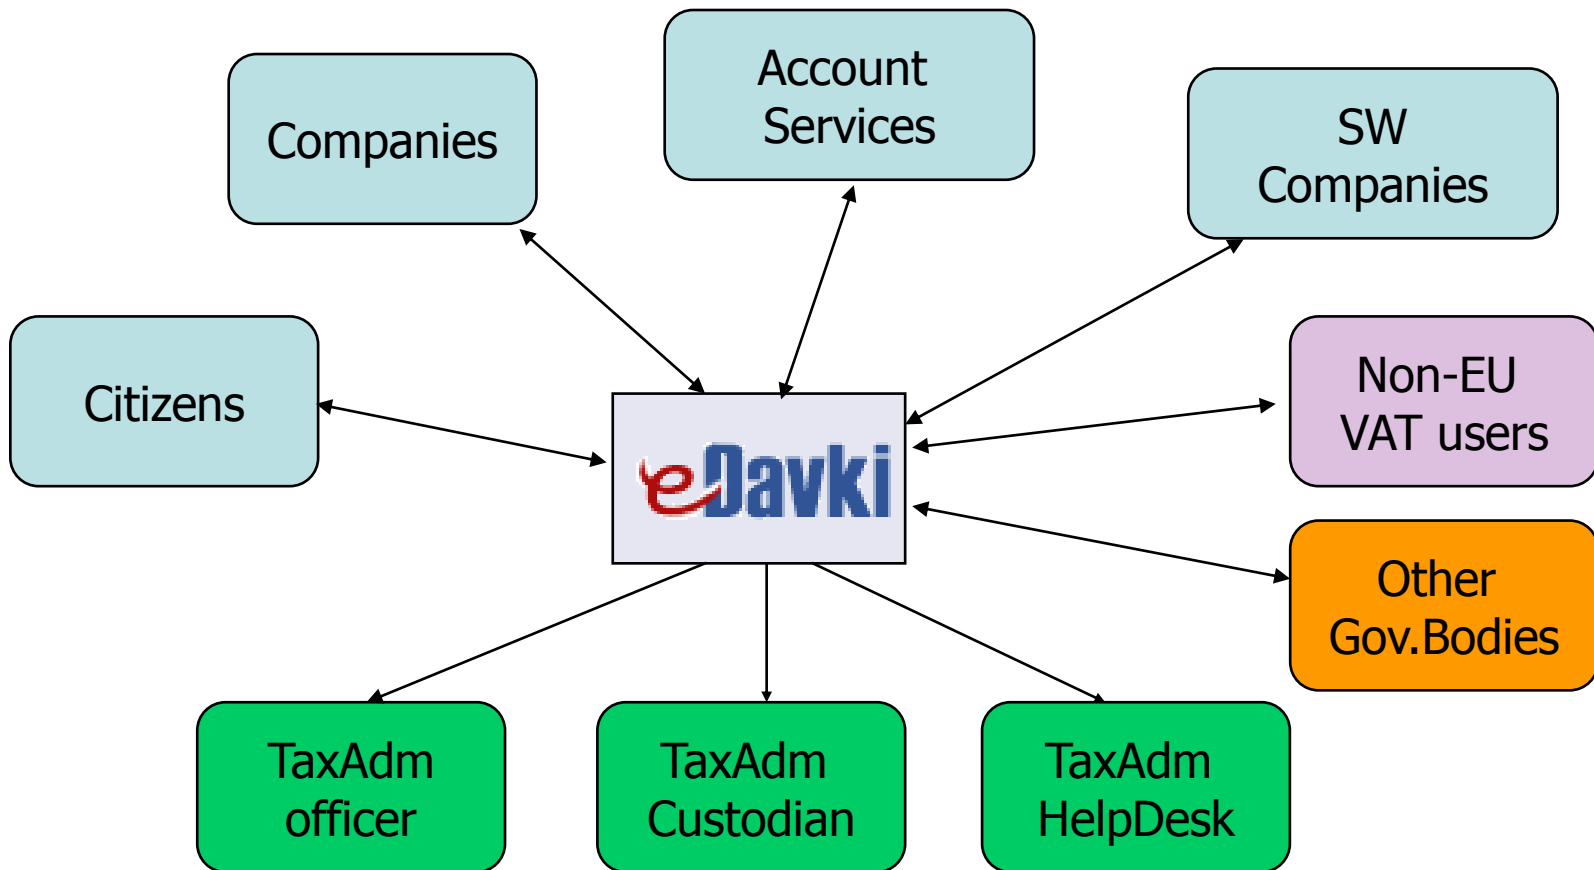 Account
Services
Companies
SW
Companies
Citizens
Non-EU
VAT users
eDavki
Other
Gov.Bodies
TaxAdm
officer
TaxAdm
Custodian
TaxAdm
HelpDesk